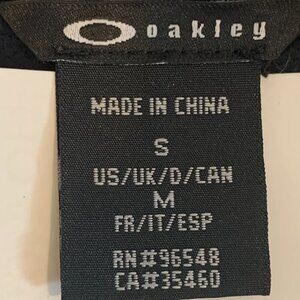 oakley
MADE IN CHINA
S
US/UK/D/CAN
M
FR/IT/ESP
RN#96548
CA#35460